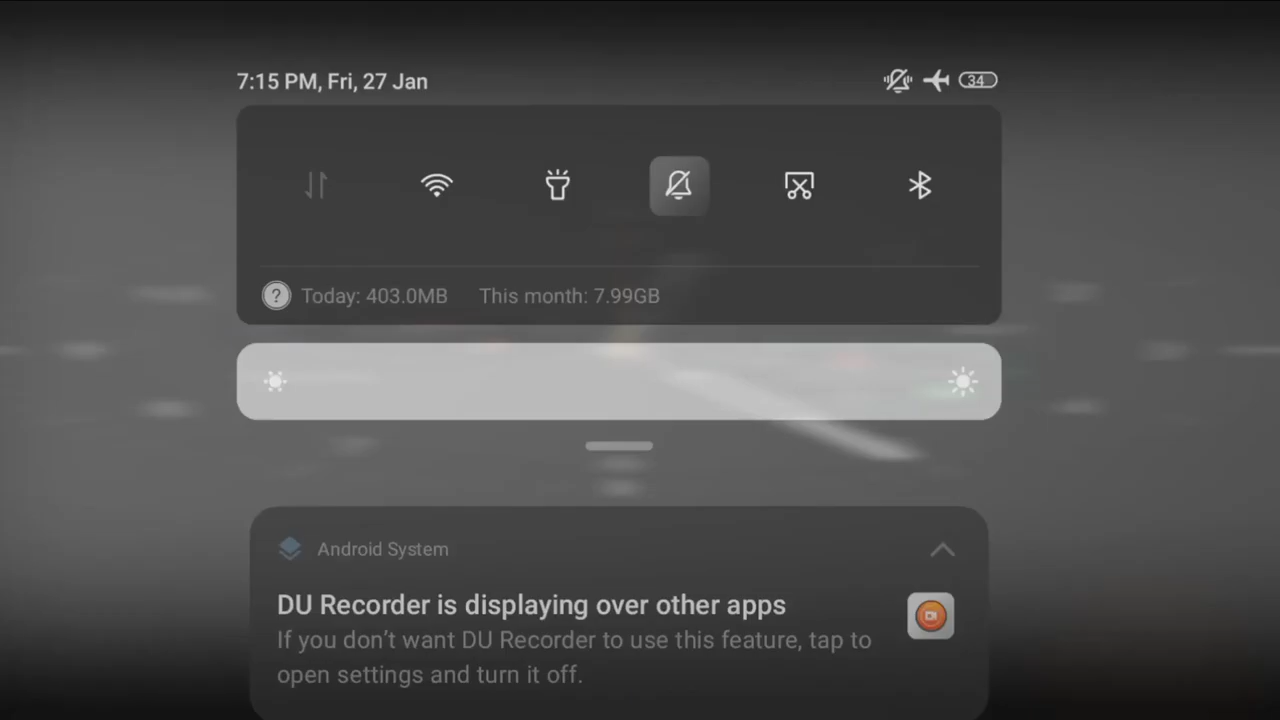 7:15 PM, Fri, 27 Jan
34
? Today: 403.0MB This month: 7.99GB
Android System
DU Recorder is displaying over other apps
If you don’t want DU Recorder to use this feature, tap to
open settings and turn it off.